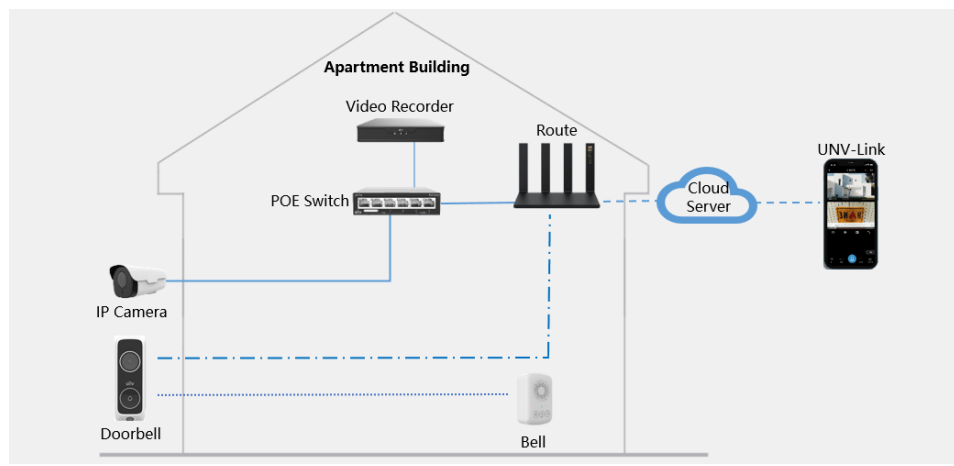 Apartment Building
Video Recorder
Route
UNV-Link
POE Switch
Cloud
Server
IP Camera
Doorbell
Bell